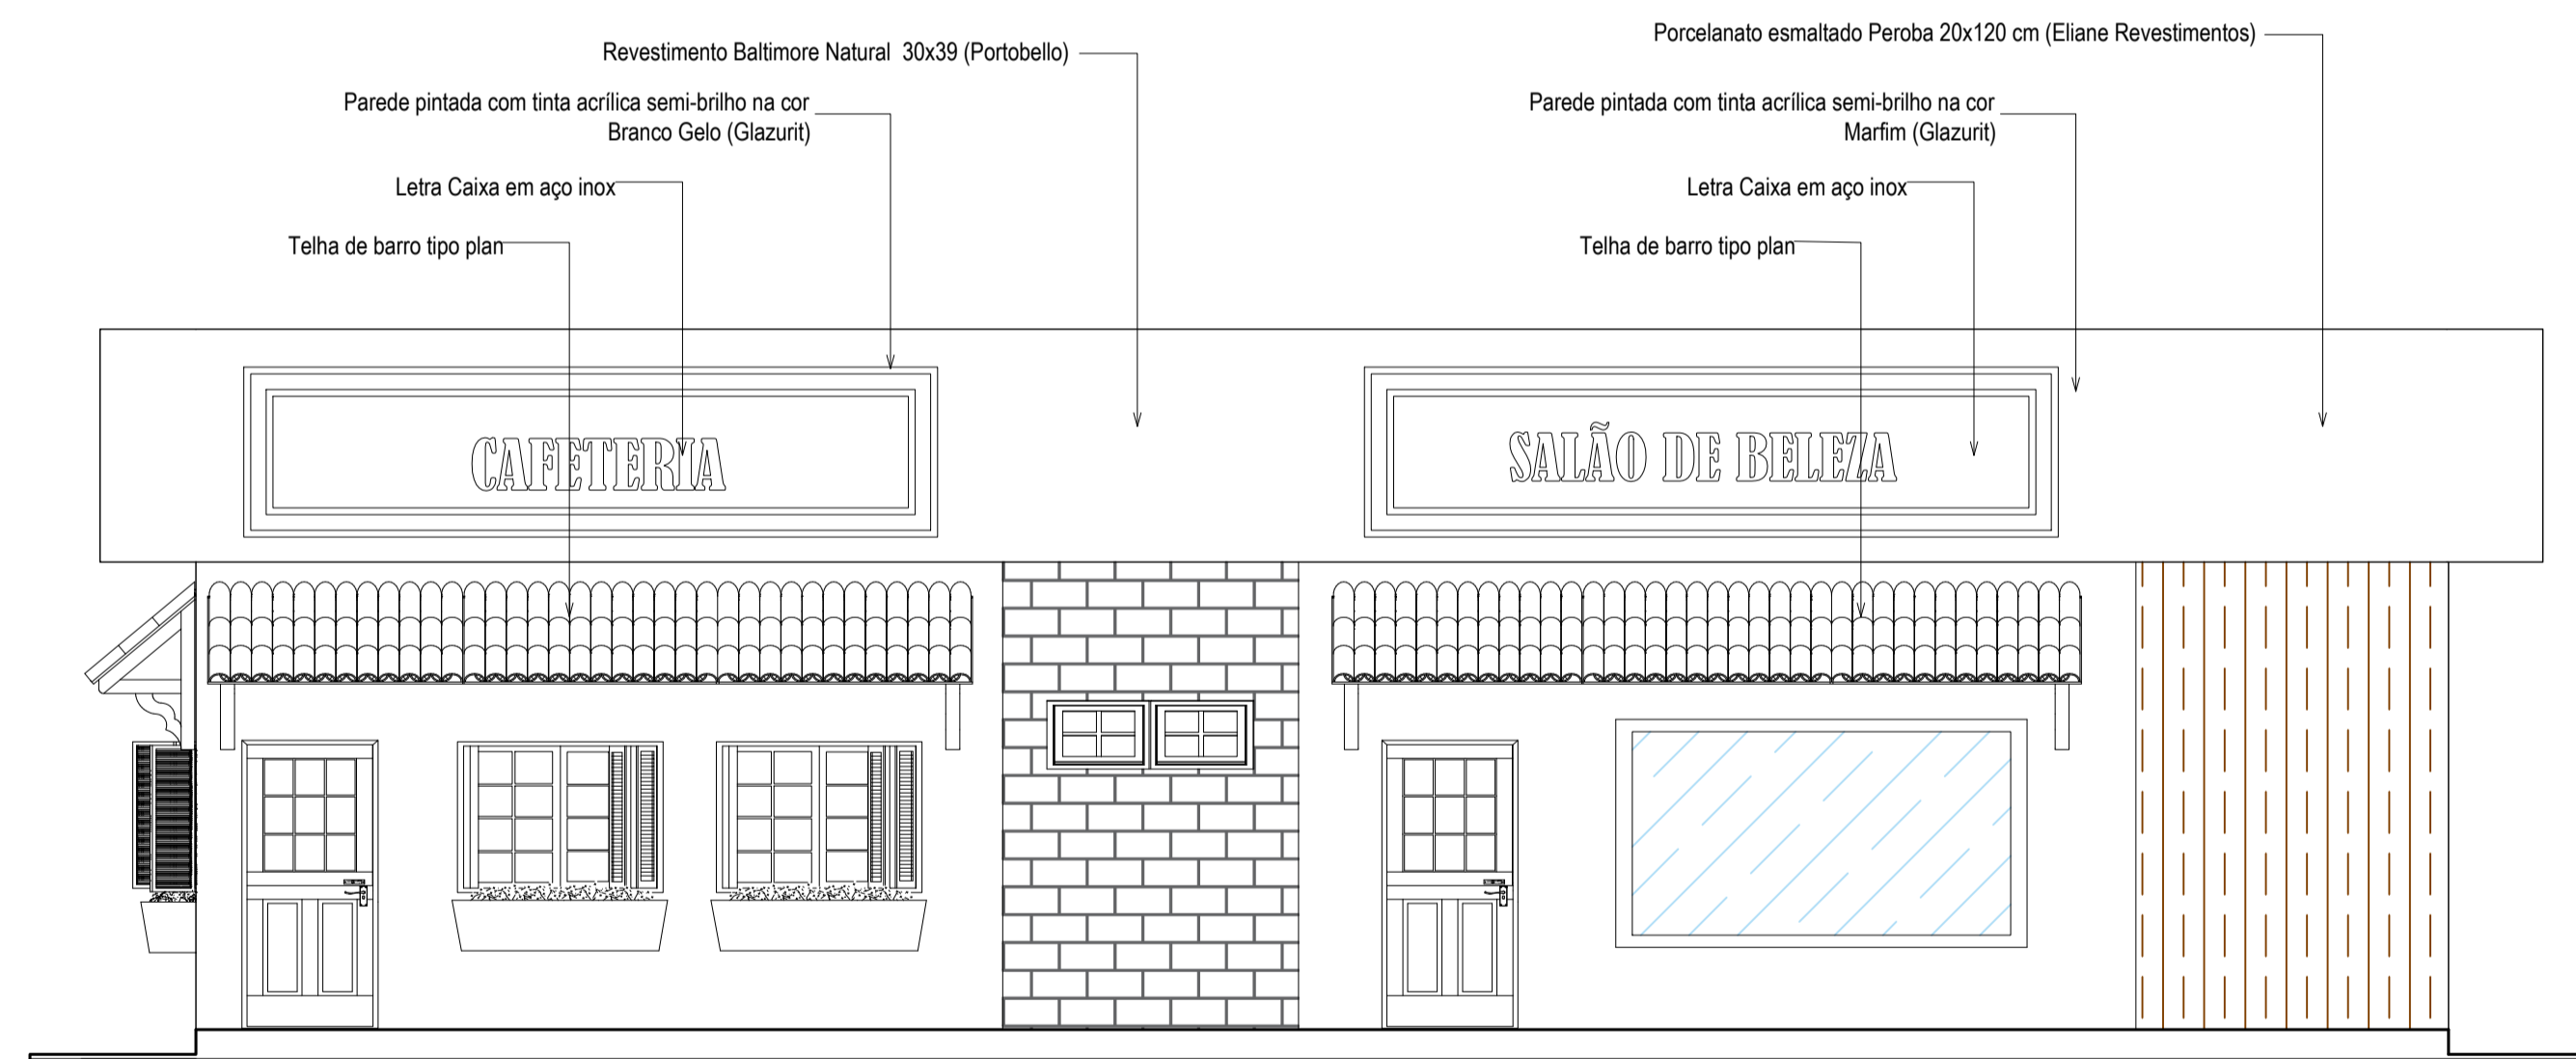 Porcelanato esmaltado Peroba 20x120 cm (Eliane Revestimentos)
Revestimento Baltimore Natural 30x39 (Portobello)
Parede pintada com tinta acrílica semi-brilho na cor
Branco Gelo (Glazurit)
Parede pintada com tinta acrílica semi-brilho na cor
Marfim (Glazurit)
Letra Caixa em aço inox
Letra Caixa em aço inox
Telha de barro tipo plan
Telha de barro tipo plan
CAFETERIA
SALÃO DE BELEZA